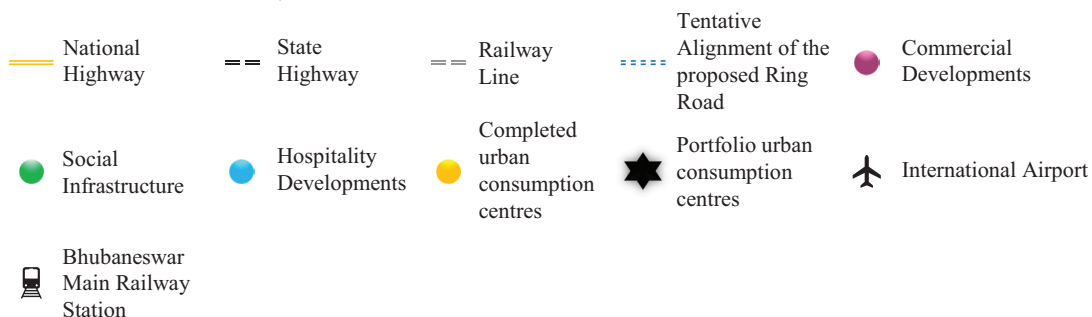 National
Highway
State
Highway
Railway
Line
Tentative
Alignment of the
proposed Ring
Road
Commercial
Developments
Social
Infrastructure
Hospitality
Developments
Completed
urban
consumption
centres
Portfolio urban
consumption
centres
International Airport
Bhubaneswar
Main Railway
Station